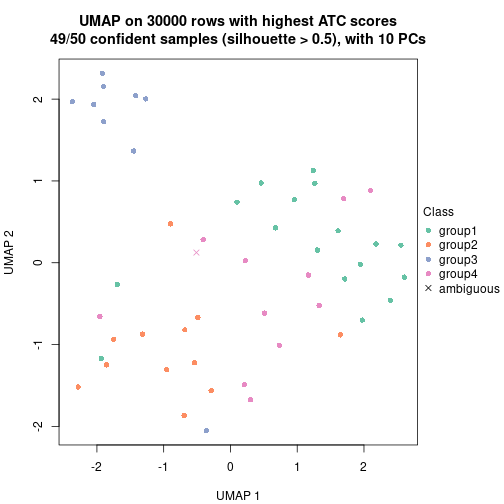 UMAP on 30000 rows with highest ATC scores
49/50 confident samples (silhouette > 0.5), with 10 PCs
2
1
0
-1
-2
UMAP 2
-2
-1
0
1
2
UMAP 1
Class
group1
group2
group3
group4
ambiguous